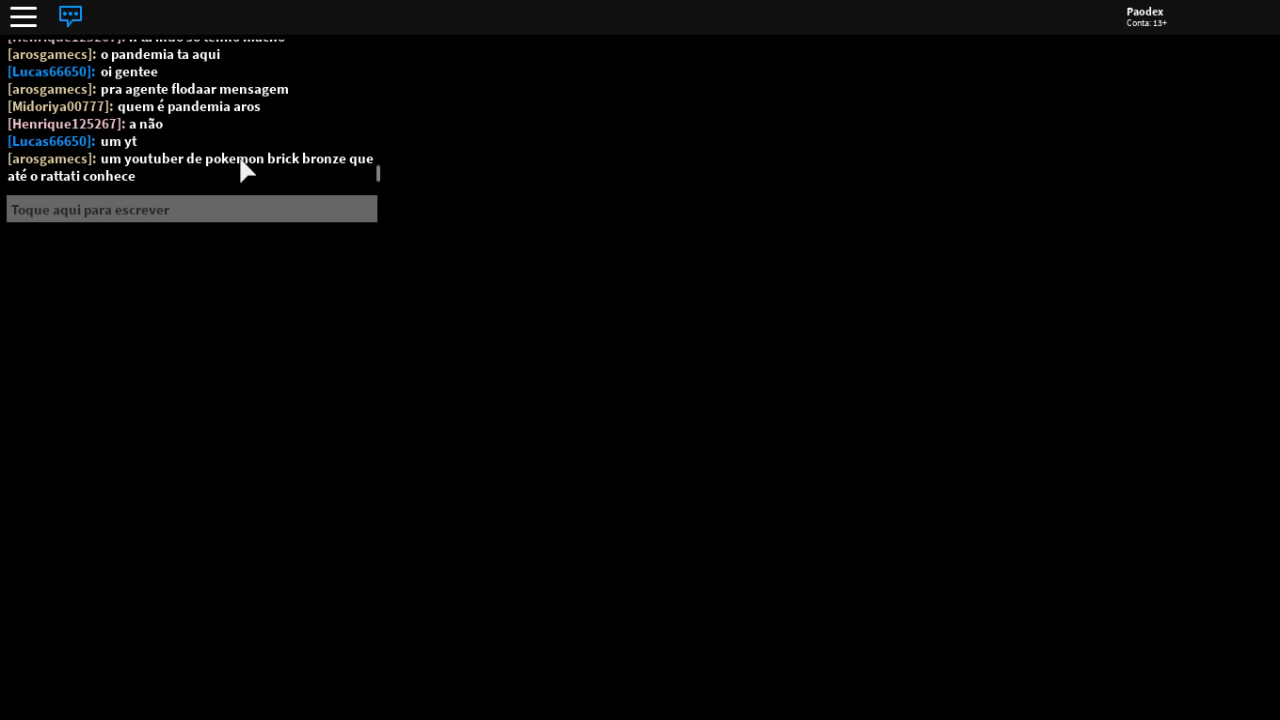 Paodex
Conta: 13+
[arosgamecs]: o pandemia ta aqui
[Lucas66650]: oi gentee
[arosgamecs]: pra agente flodaar mensagem
[Midoriya00777]: quem é pandemia aros
[Henrique125267]: a não
[Lucas66650]: um yt
[arosgamecs]: um youtuber de pokemon brick bronze que
até o rattati conhece
Toque aqui para escrever